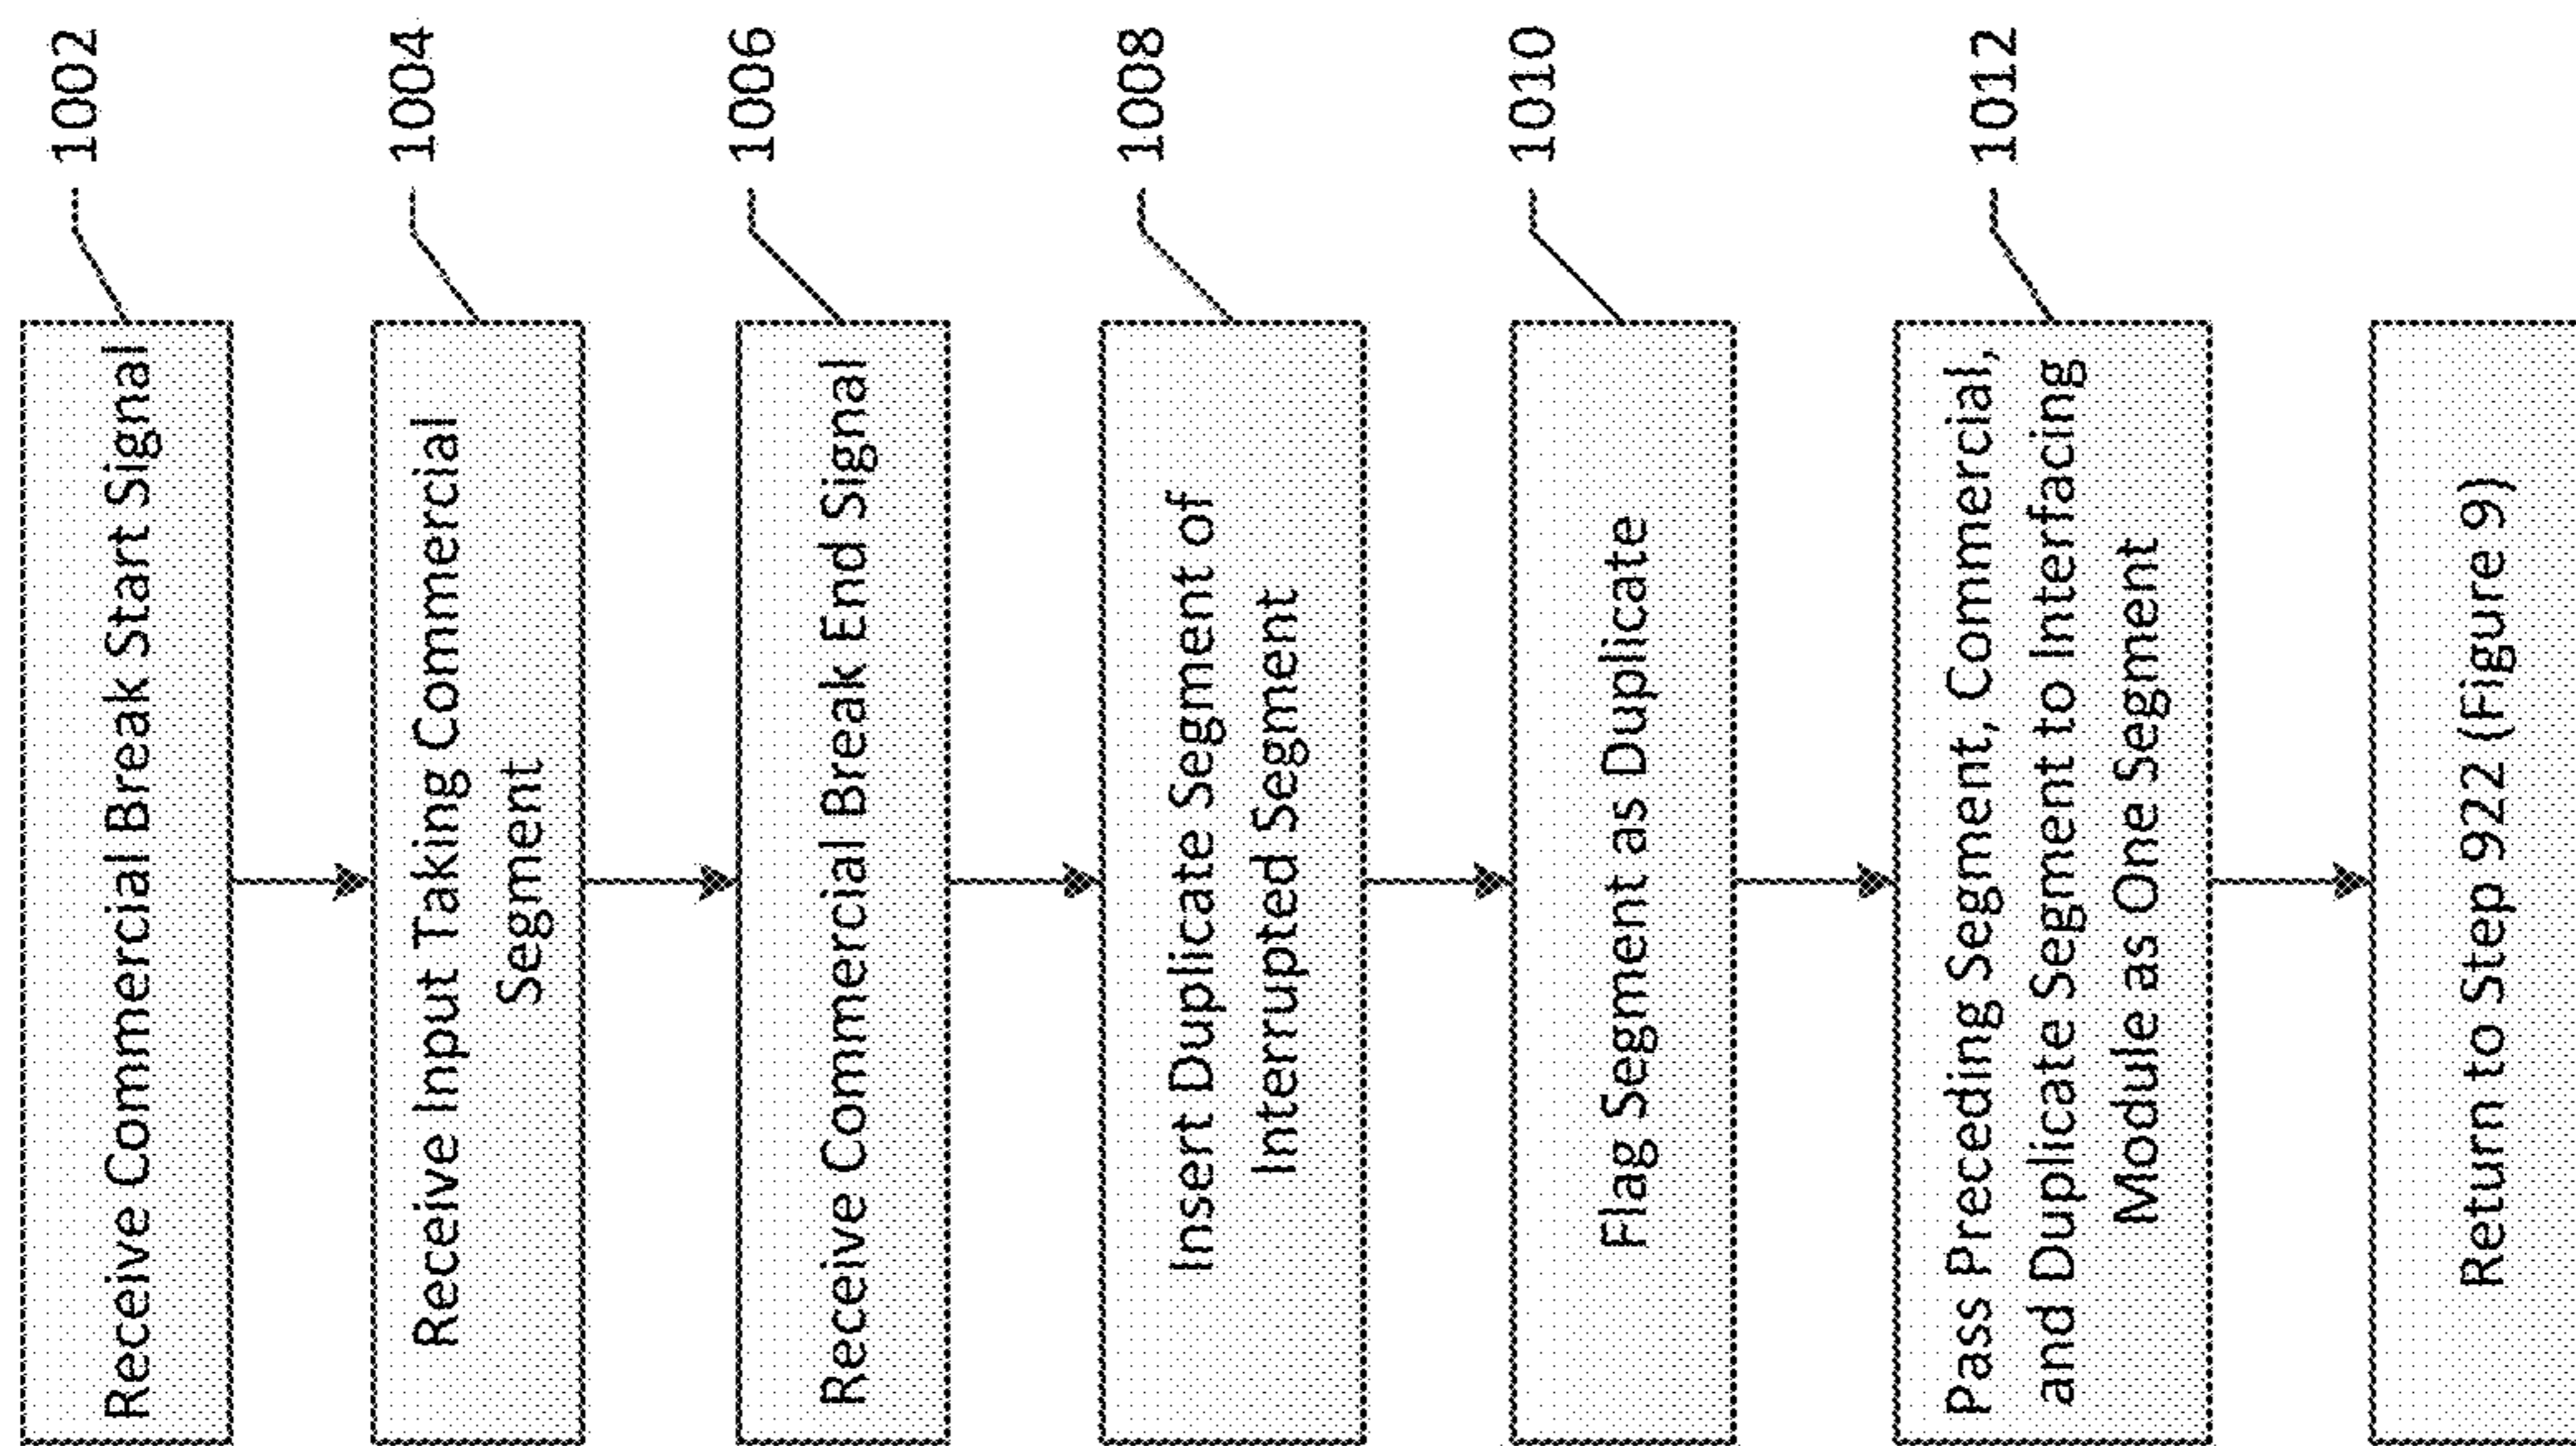 Receive Commercial Break Start Signal
1002
Receive Input Taking Commercial
Segment
1004
Receive Commercial Break End Signal
1006
Insert Duplicate Segment of
Interrupted Segment
1008
Flag Segment as Duplicate
1010
Pass Preceding Segment, Commercial,
and Duplicate Segment to Interfacing
Module as One Segment
1012
Return to Step 922 (Figure 9)